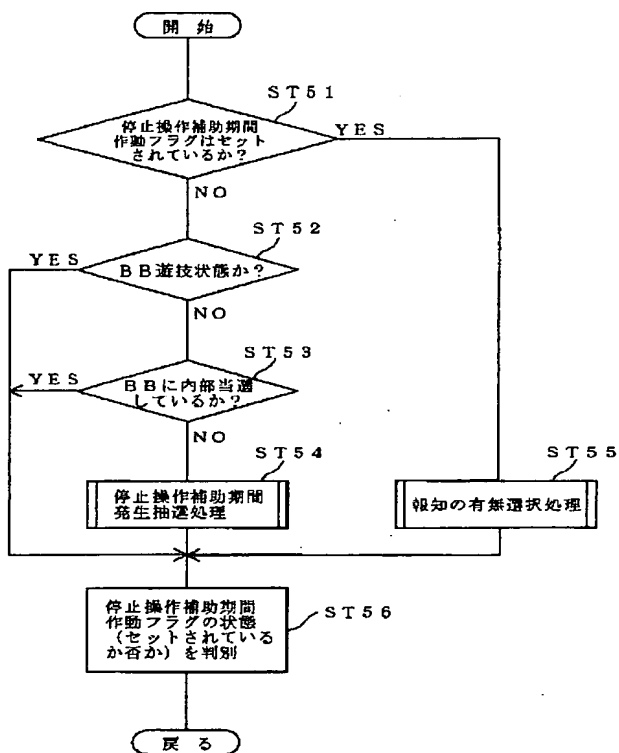 開 始
ST51
停止操作補助期間
作動フラグはセット
されているか?
YES
NO
ST52
YES
BB遊技状態か?
NO
ST53
YES
BBに内部当選
しているか?
NO
ST54
停止操作補助期間
発生抽選処理
ST55
報知の有無選択処理
停止操作補助期間
作動フラグの状態
(セットされている
か否か)を判別
ST56
戻 る